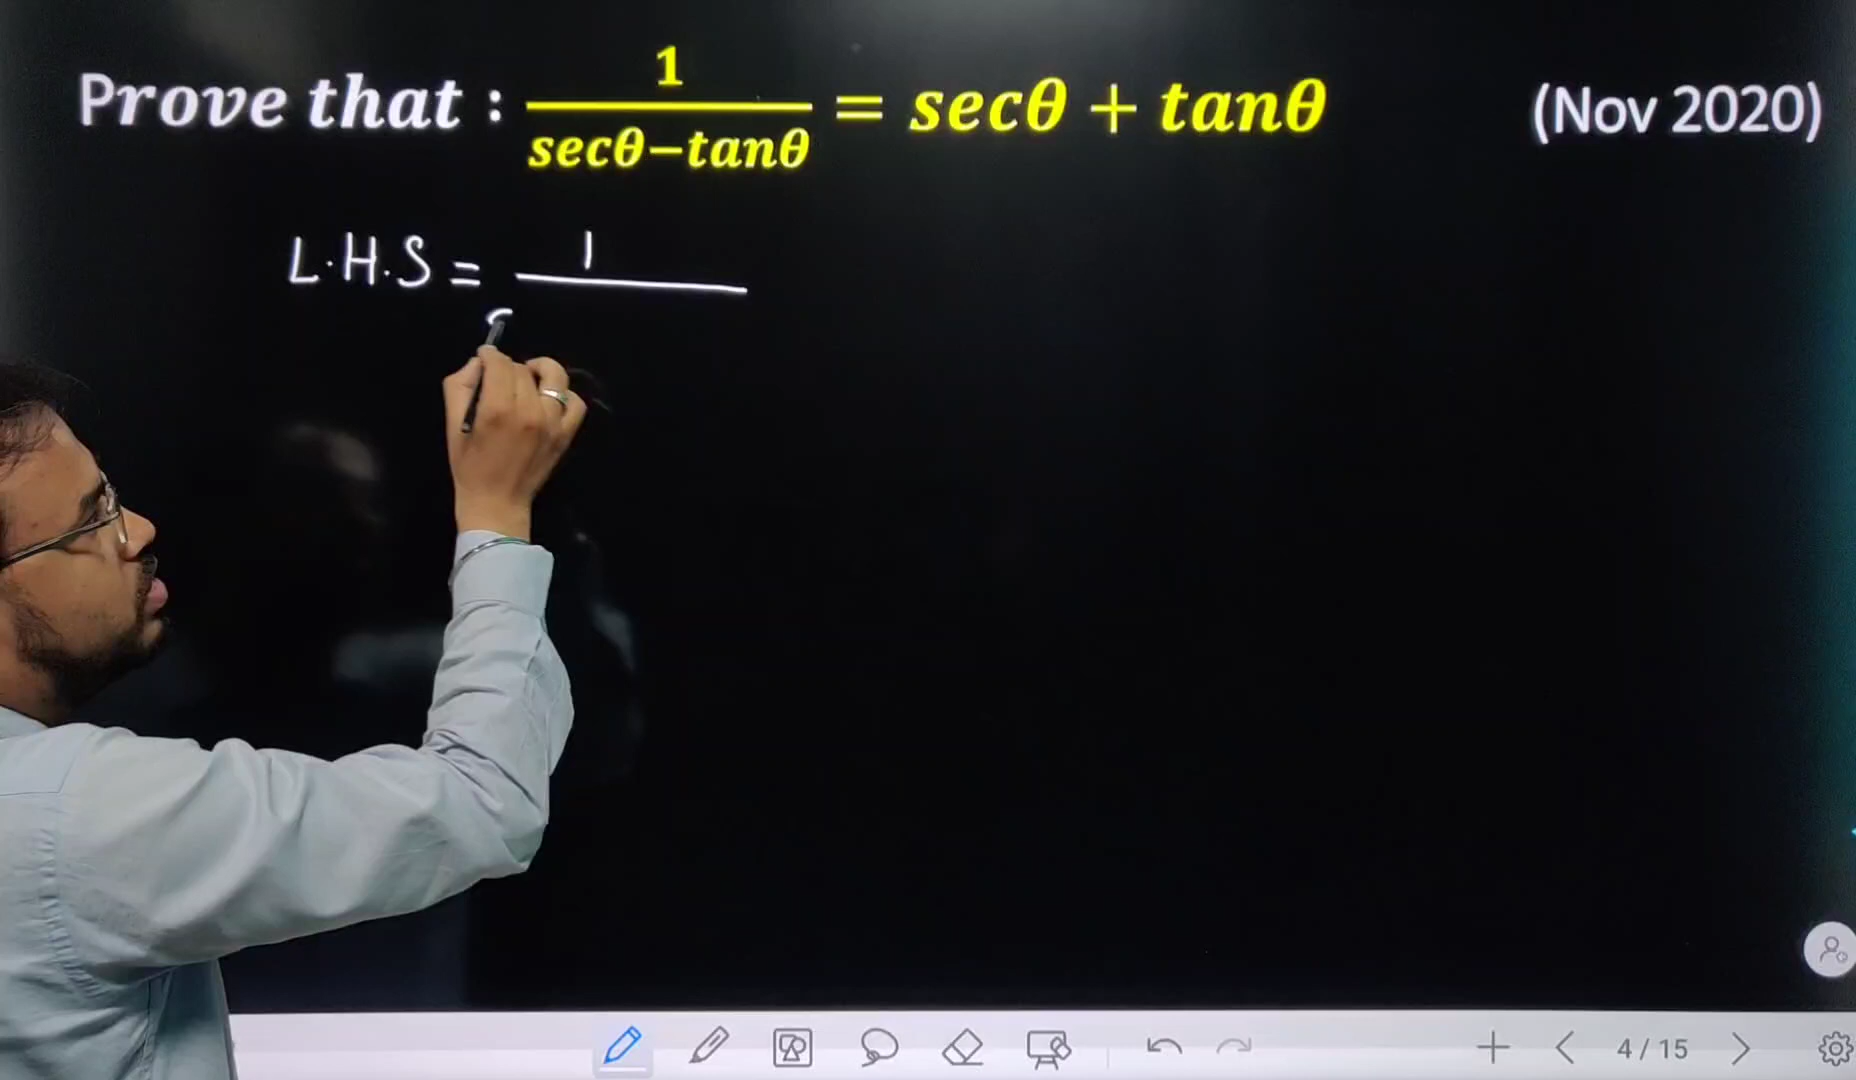 Prove that : 1/(secθ−tanθ) = secθ + tanθ (Nov 2020)
L.H.S = 1
4 / 15